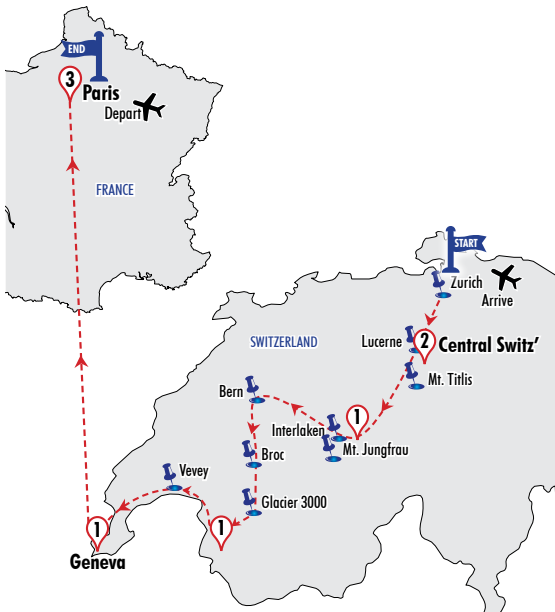 END
3
Paris
Depart
FRANCE
START
Zurich
Arrive
SWITZERLAND
Lucerne
2
Central Switz’
Mt. Titlis
Bern
1
Interlaken
Mt. Jungfrau
Broc
Vevey
Glacier 3000
1
1
Geneva